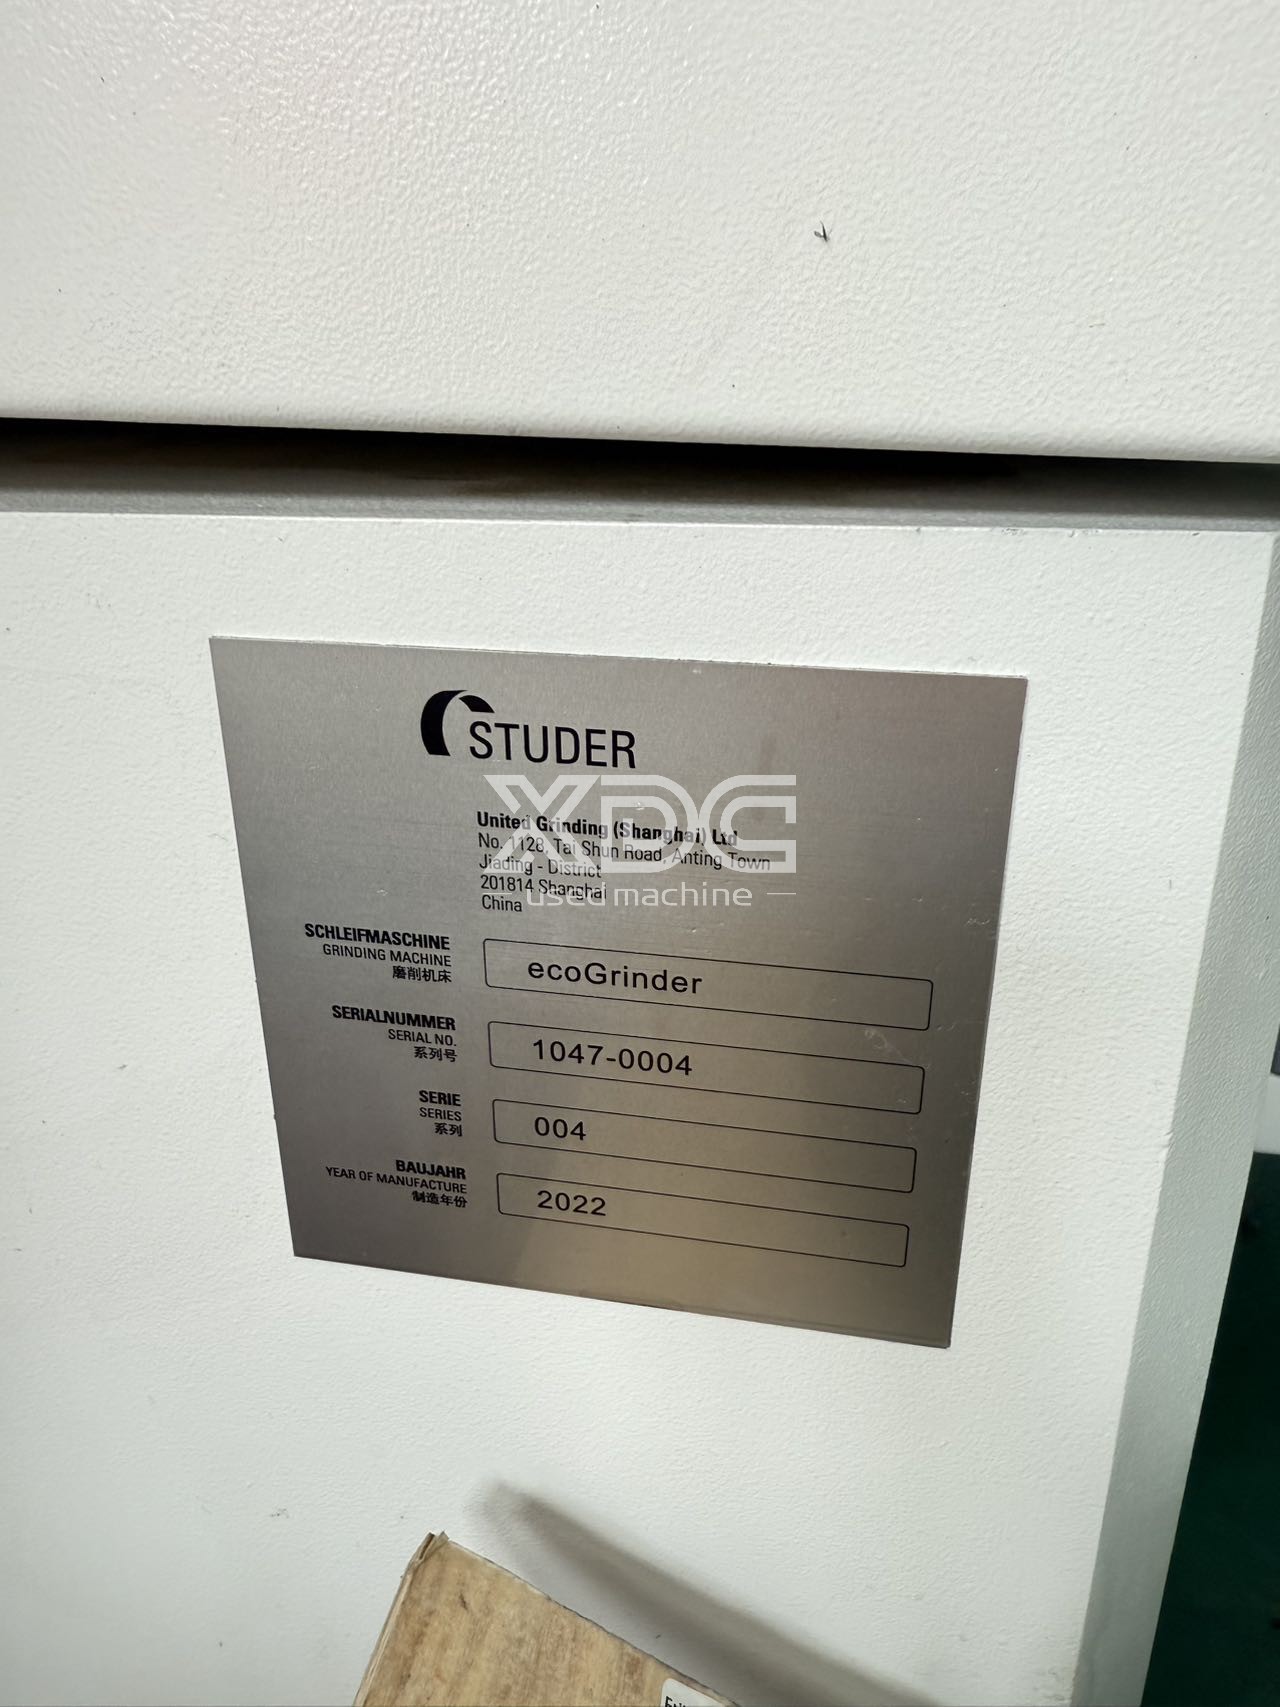 STUDER
XDC
used machine
United Grinding (Shanghai) Ltd
No. 1128, Tai Shun Road, Anting Town
Jiading - District
201814 Shanghai
China
SCHLEIFMASCHINE
GRINDING MACHINE
磨削机床
ecoGrinder
SERIALNUMMER
SERIAL NO.
系列号
1047-0004
SERIE
SERIES
系列
004
BAUJAHR
YEAR OF MANUFACTURE
制造年份
2022